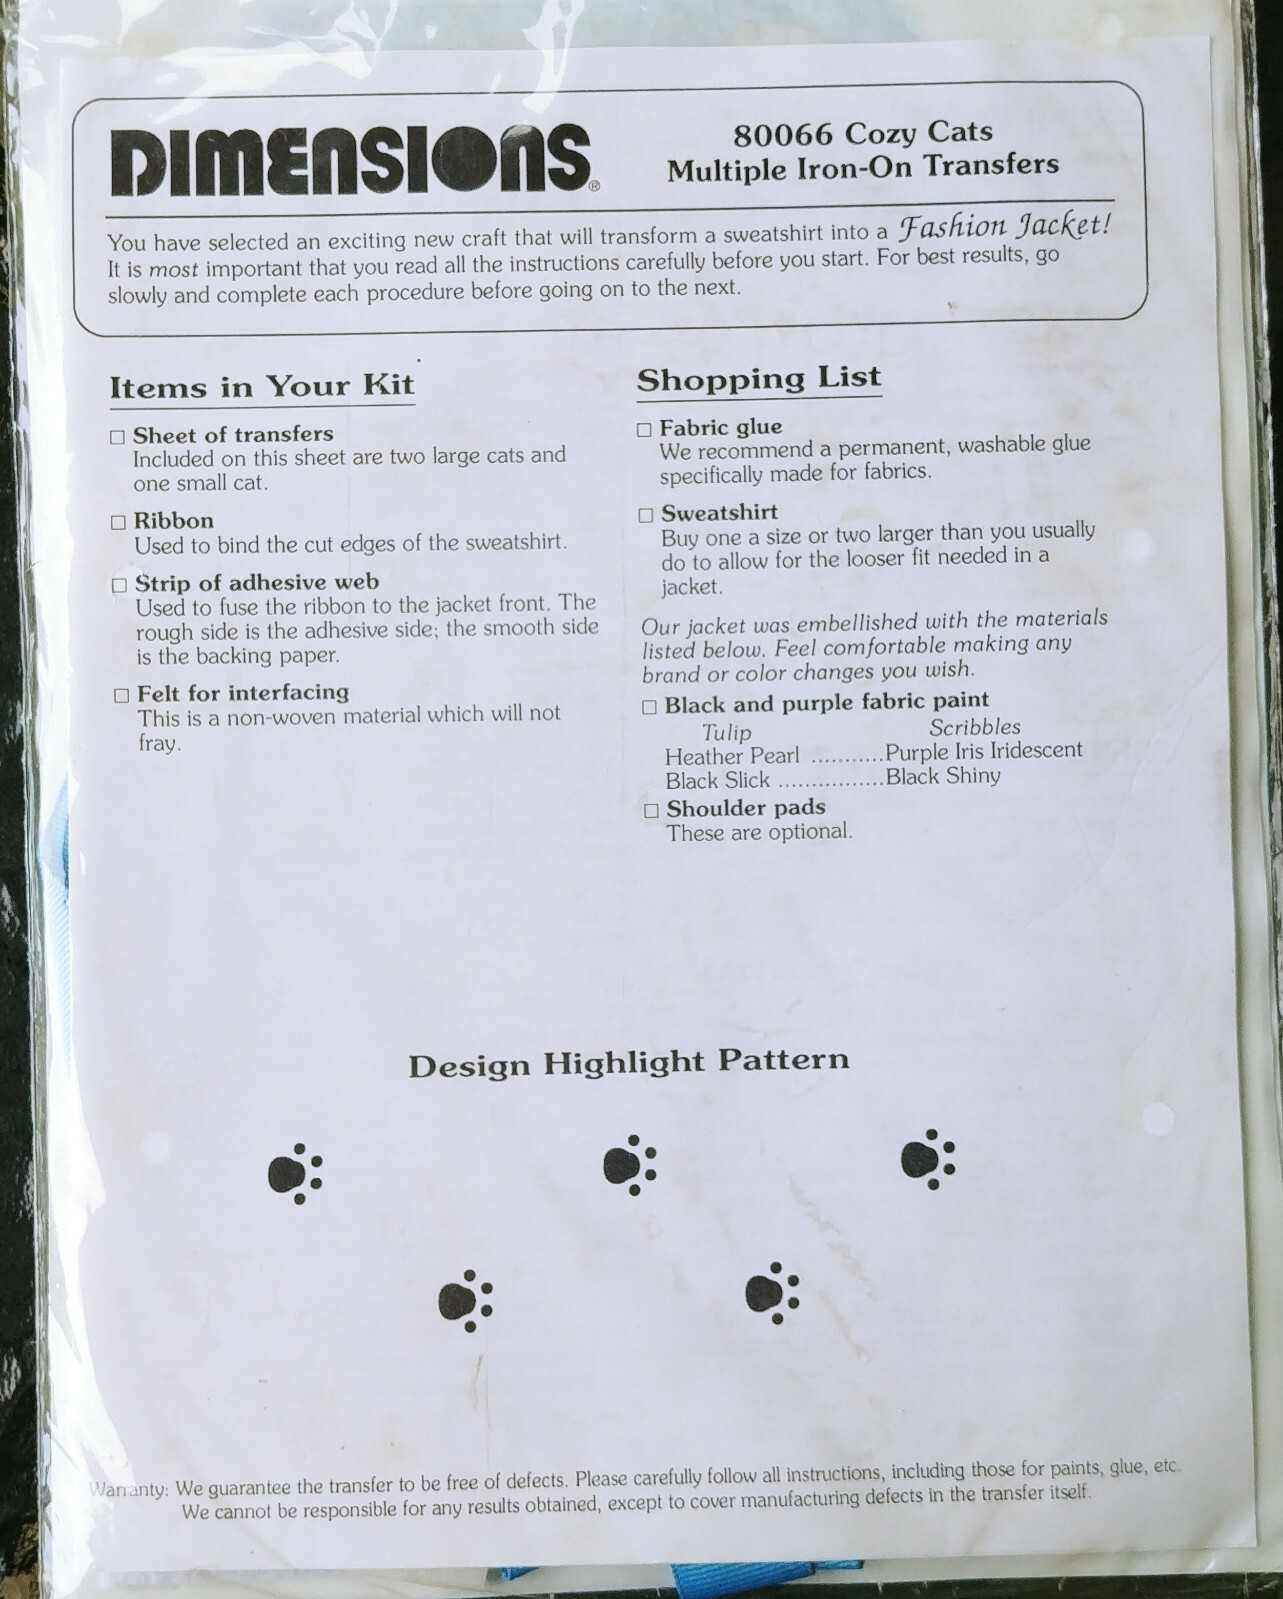 DIMENSIONS®
80066 Cozy Cats
Multiple Iron-On Transfers
You have selected an exciting new craft that will transform a sweatshirt into a Fashion Jacket!
It is most important that you read all the instructions carefully before you start. For best results, go
slowly and complete each procedure before going on to the next.
Items in Your Kit
☐ Sheet of transfers
Included on this sheet are two large cats and
one small cat.
☐ Ribbon
Used to bind the cut edges of the sweatshirt.
☐ Strip of adhesive web
Used to fuse the ribbon to the jacket front. The
rough side is the adhesive side; the smooth side
is the backing paper.
☐ Felt for interfacing
This is a non-woven material which will not
fray.
Shopping List
☐ Fabric glue
We recommend a permanent, washable glue
specifically made for fabrics.
☐ Sweatshirt
Buy one a size or two larger than you usually
do to allow for the looser fit needed in a
jacket.
Our jacket was embellished with the materials
listed below. Feel comfortable making any
brand or color changes you wish.
☐ Black and purple fabric paint
Tulip Scribbles
Heather Pearl ...........Purple Iris Iridescent
Black Slick ................Black Shiny
☐ Shoulder pads
These are optional.
Design Highlight Pattern
Warranty: We guarantee the transfer to be free of defects. Please carefully follow all instructions, including those for paints, glue, etc.
We cannot be responsible for any results obtained, except to cover manufacturing defects in the transfer itself.